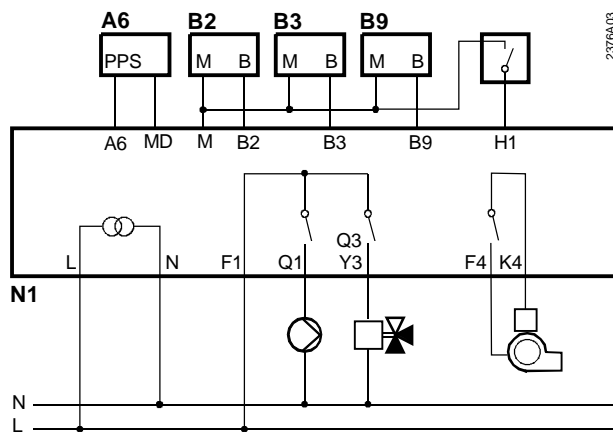 A6 B2 B3 B9
PPS M B M B M B
2376A03
A6 MD M B2 B3 B9 H1
Q3
L N F1 Q1 Y3 F4 K4
N1
N
L